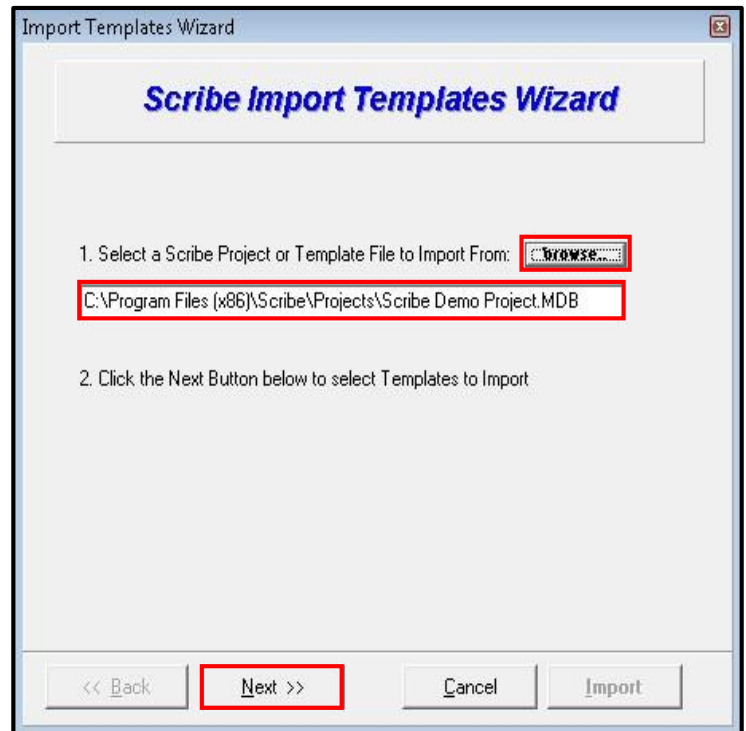 Import Templates Wizard
Scribe Import Templates Wizard
1. Select a Scribe Project or Template File to Import From: browse...
C:\Program Files (x86)\Scribe\Projects\Scribe Demo Project.MDB
2. Click the Next Button below to select Templates to Import
<< Back Next >> Cancel Import